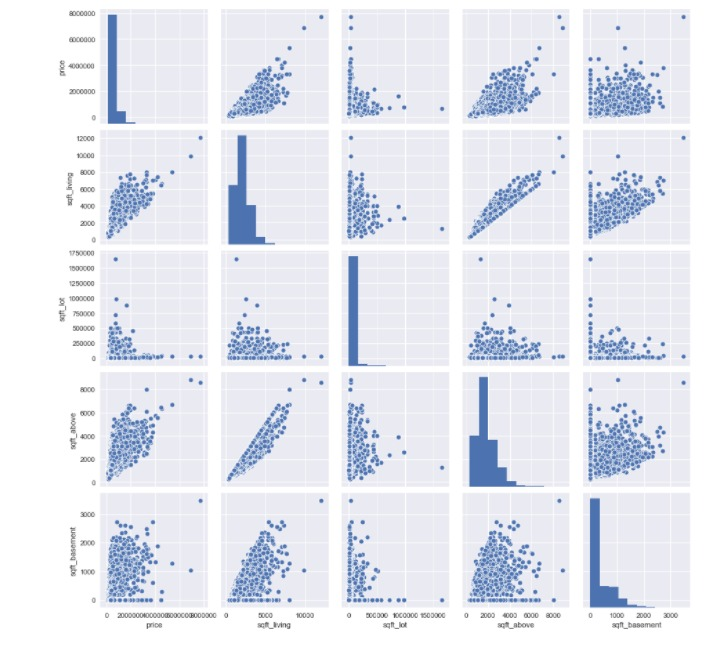 8000000
6000000
4000000
2000000
0
price
12000
10000
8000
6000
4000
2000
0
sqft_living
1750000
1500000
1250000
1000000
750000
500000
250000
0
sqft_lot
8000
6000
4000
2000
0
sqft_above
3000
2000
1000
0
sqft_basement
0 2000000 4000000 6000000 8000000
0 5000 10000
0 500000 1000000 1500000
0 2000 4000 6000 8000
0 1000 2000 3000
price
sqft_living
sqft_lot
sqft_above
sqft_basement